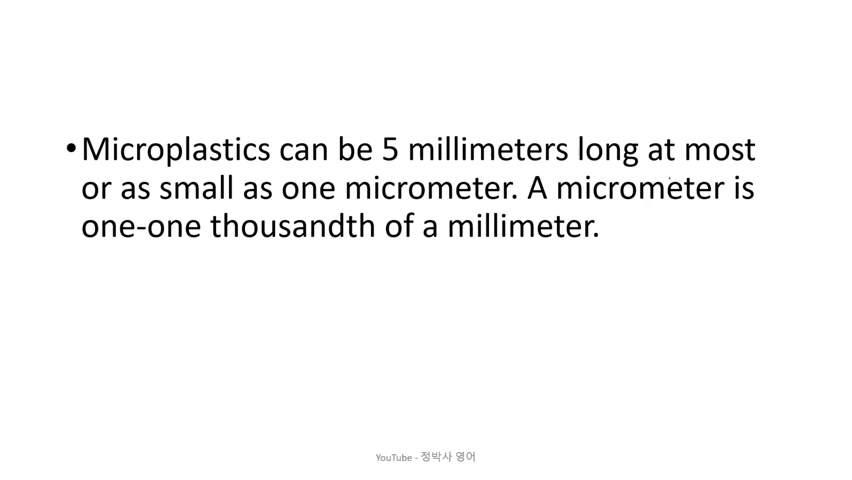 •Microplastics can be 5 millimeters long at most
or as small as one micrometer. A micrometer is
one-one thousandth of a millimeter.
YouTube - 정박사 영어